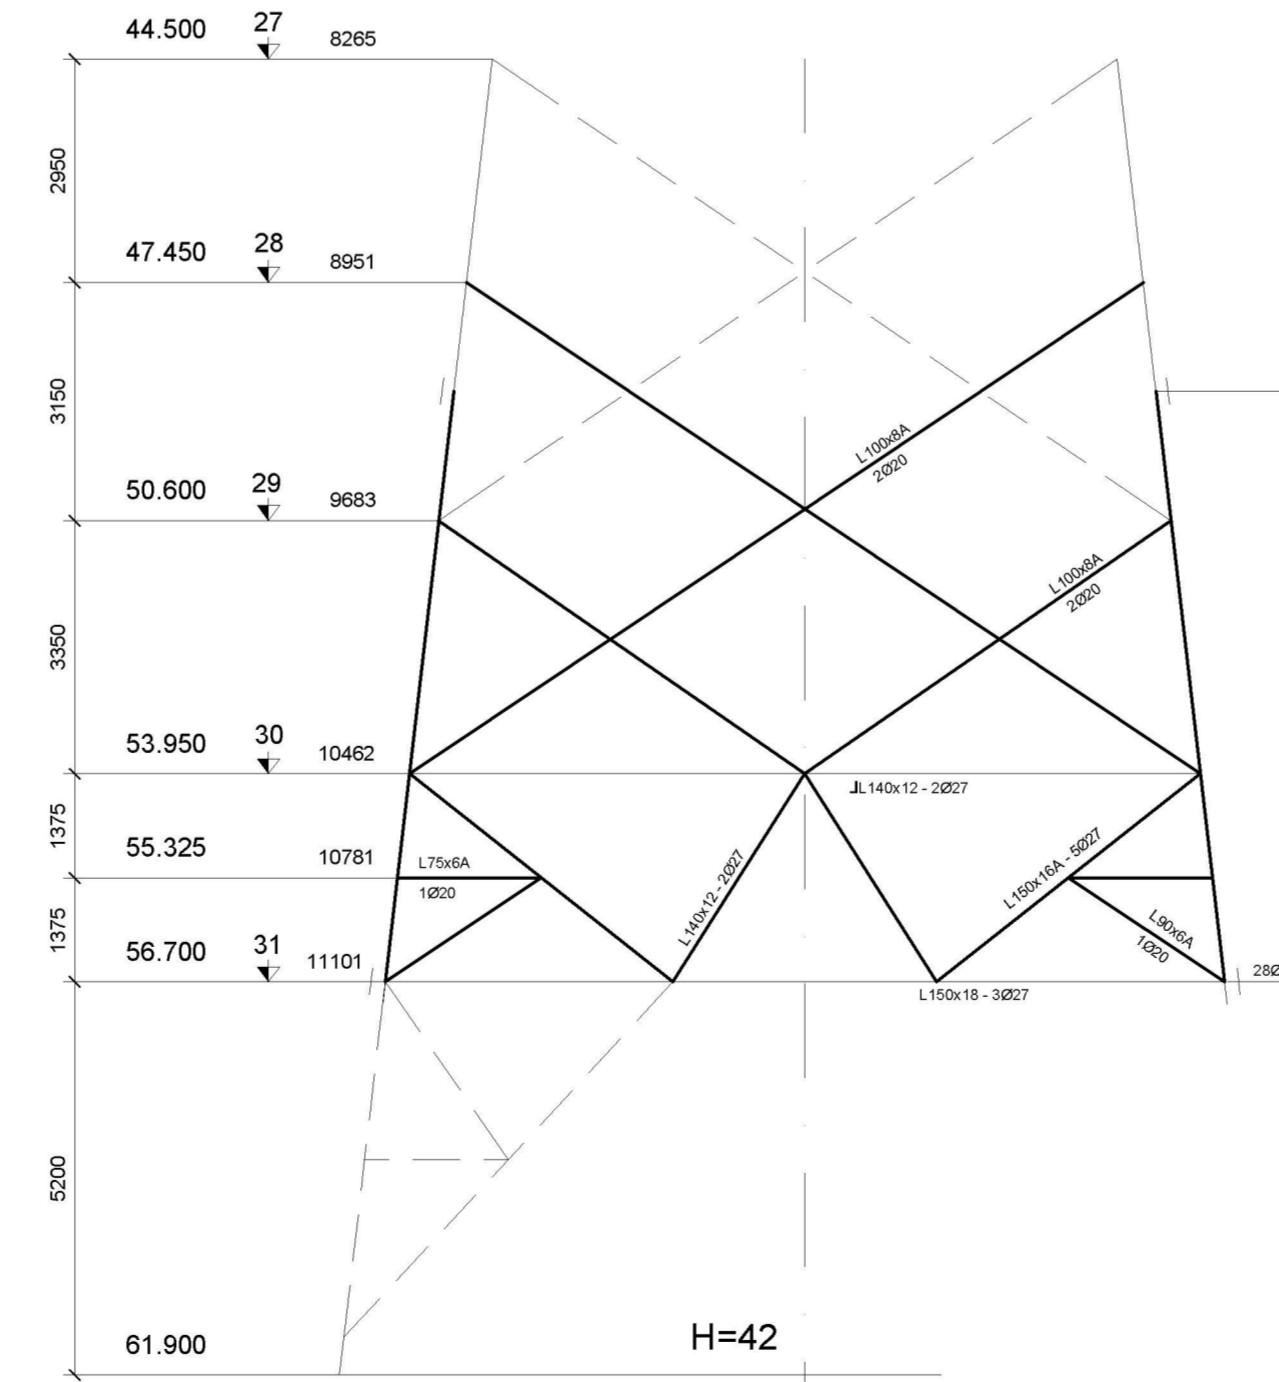 44.500 27 8265
2950
47.450 28 8951
3150
L100x8A
2Ø20
50.600 29 9683
L100x8A
2Ø20
3350
53.950 30 10462
⅃L140x12 - 2Ø27
1375
55.325 10781
L75x6A
1Ø20
L140x12 - 2Ø27
L150x16A - 5Ø27
1375
L90x6A
1Ø20
56.700 31 11101
28Ø
L150x18 - 3Ø27
5200
61.900
H=42